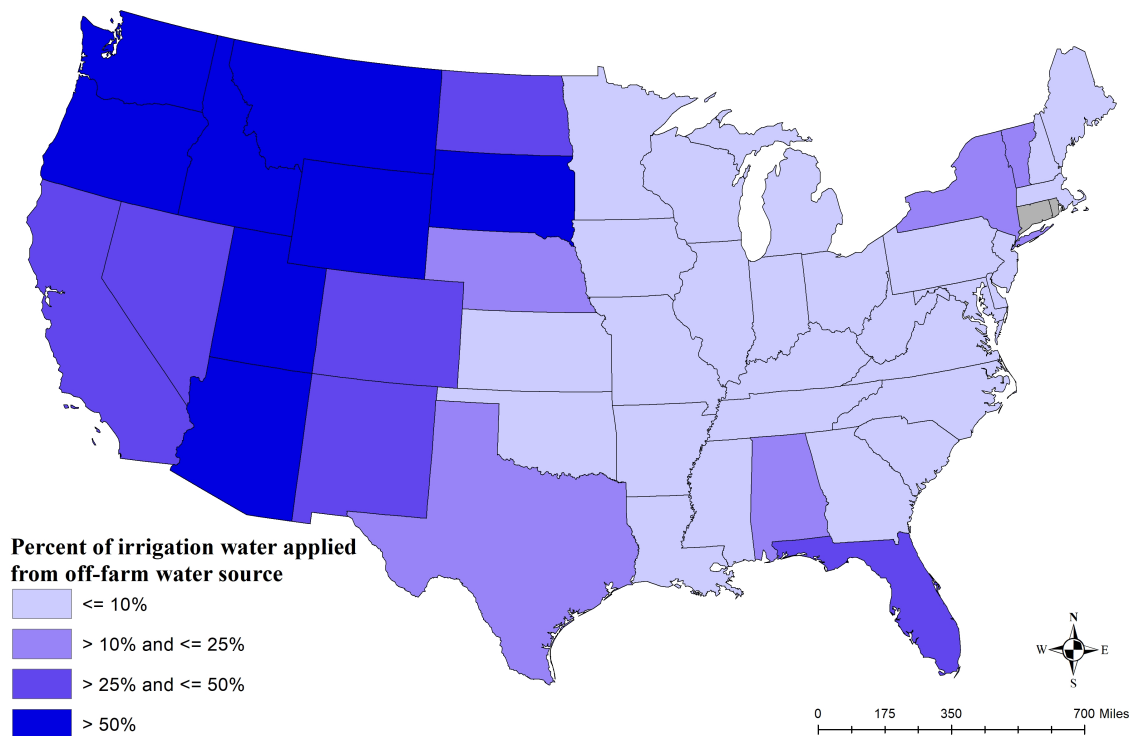 Percent of irrigation water applied
from off-farm water source
<= 10%
> 10% and <= 25%
> 25% and <= 50%
> 50%
N
W E
S
0 175 350 700 Miles